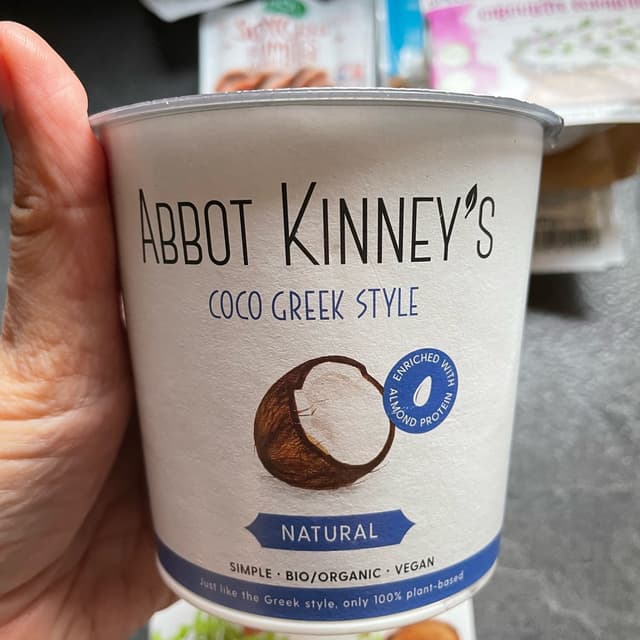 ABBOT KINNEY'S
COCO GREEK STYLE
ENRICHED WITH
ALMOND PROTEIN
NATURAL
SIMPLE · BIO/ORGANIC · VEGAN
Just like the Greek style, only 100% plant-based